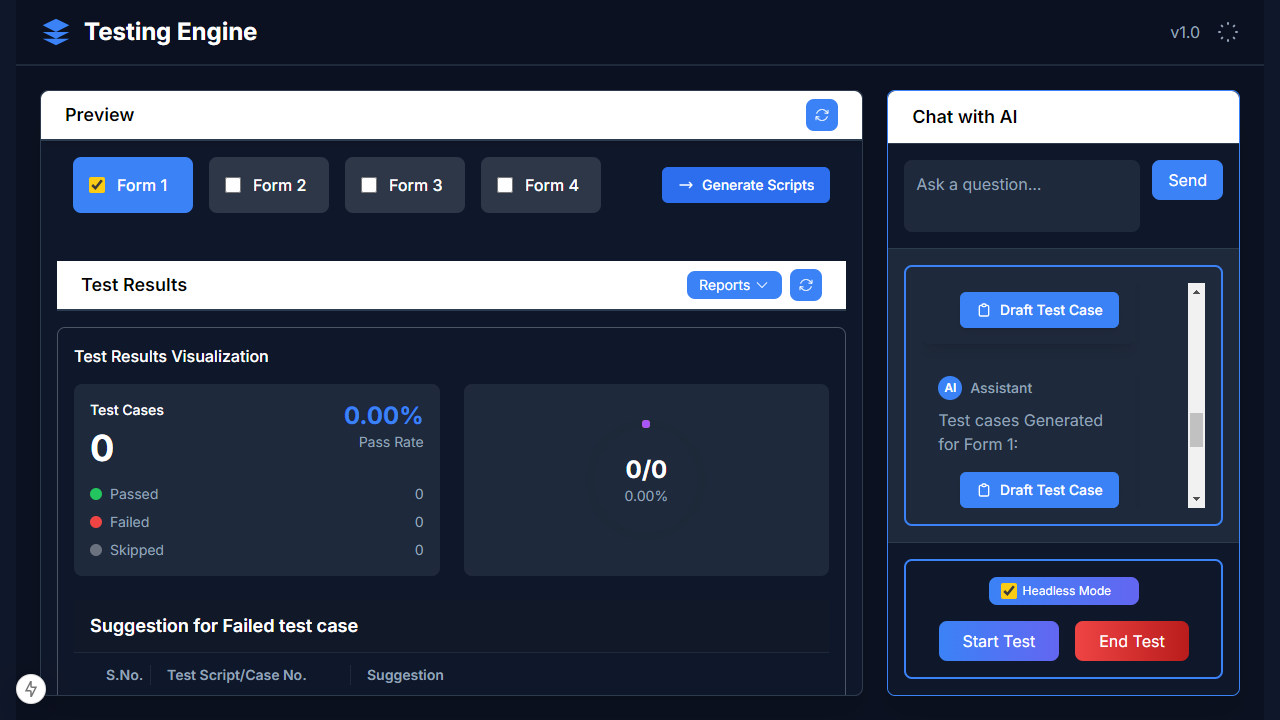 Testing Engine
v1.0
Preview
Form 1
Form 2
Form 3
Form 4
Generate Scripts
Test Results
Reports
Test Results Visualization
Test Cases
0
0.00%
Pass Rate
Passed 0
Failed 0
Skipped 0
0/0
0.00%
Suggestion for Failed test case
S.No. Test Script/Case No. Suggestion
Chat with AI
Ask a question...
Send
Draft Test Case
AI Assistant
Test cases Generated
for Form 1:
Draft Test Case
Headless Mode
Start Test
End Test